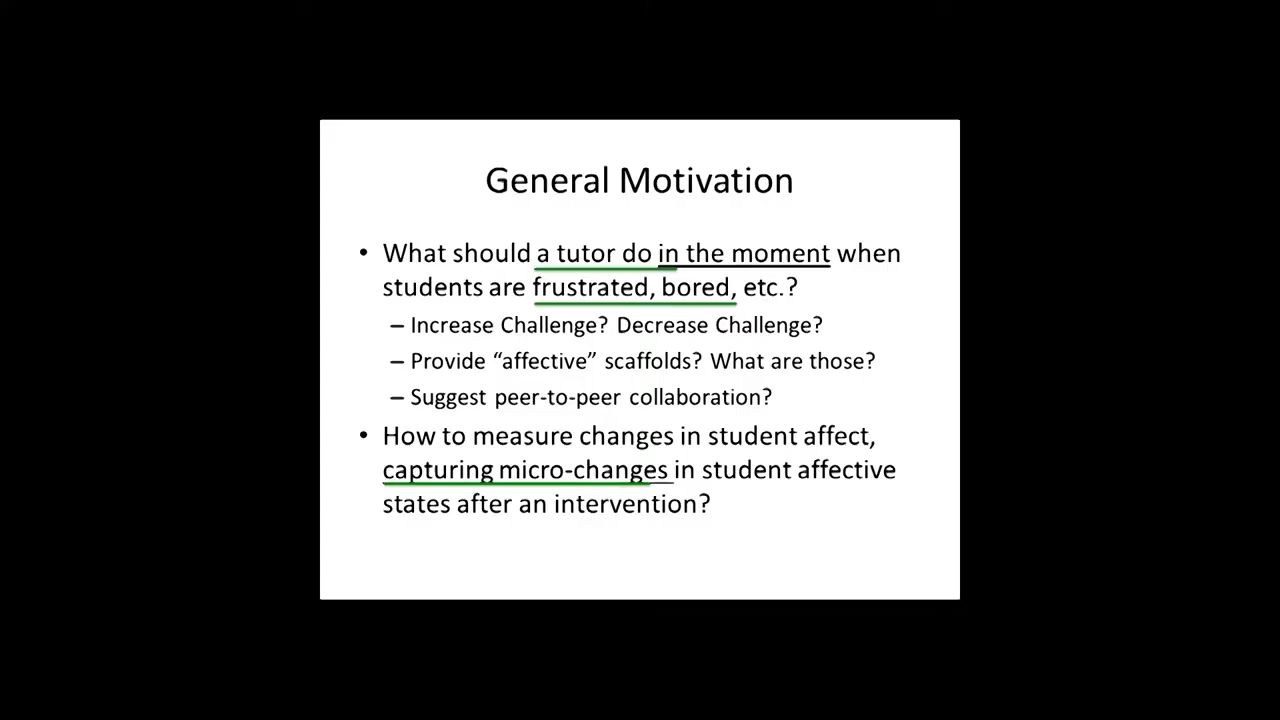 General Motivation
• What should a tutor do in the moment when
students are frustrated, bored, etc.?
– Increase Challenge? Decrease Challenge?
– Provide “affective” scaffolds? What are those?
– Suggest peer-to-peer collaboration?
• How to measure changes in student affect,
capturing micro-changes in student affective
states after an intervention?